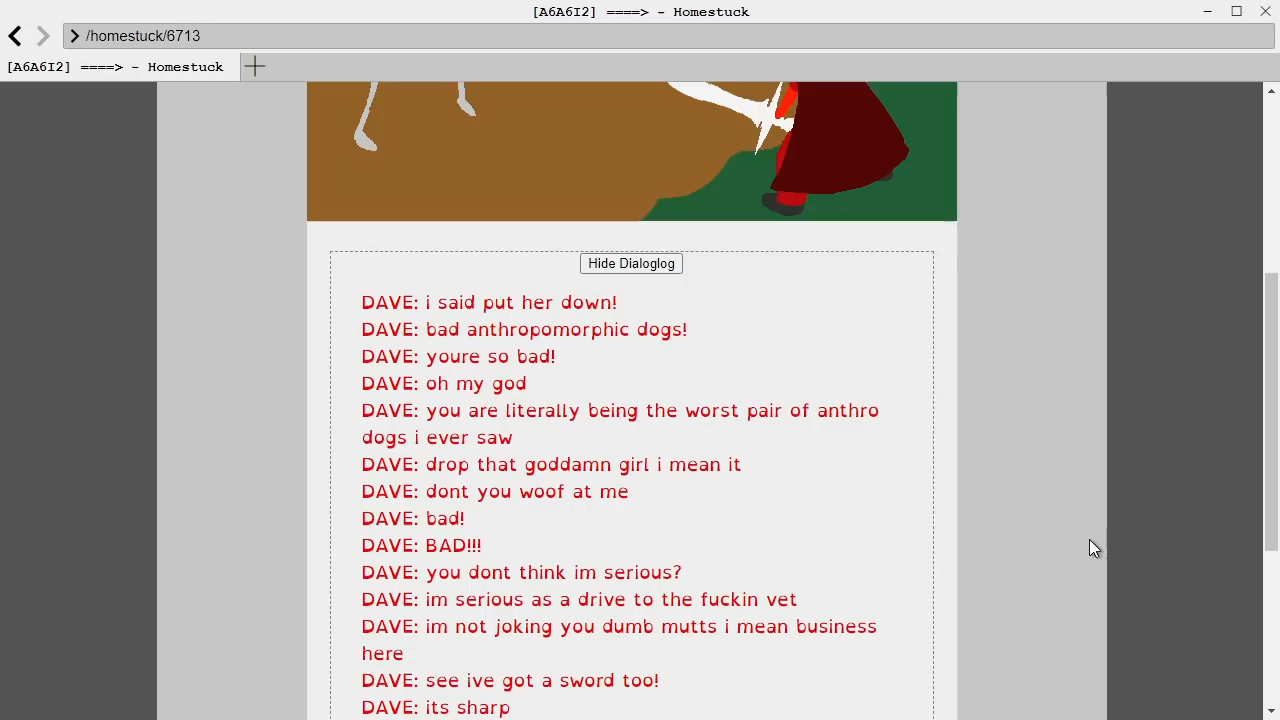 [A6A6I2] ====> - Homestuck
/homestuck/6713
[A6A6I2] ====> - Homestuck
Hide Dialoglog
DAVE: i said put her down!
DAVE: bad anthropomorphic dogs!
DAVE: youre so bad!
DAVE: oh my god
DAVE: you are literally being the worst pair of anthro
dogs i ever saw
DAVE: drop that goddamn girl i mean it
DAVE: dont you woof at me
DAVE: bad!
DAVE: BAD!!!
DAVE: you dont think im serious?
DAVE: im serious as a drive to the fuckin vet
DAVE: im not joking you dumb mutts i mean business
here
DAVE: see ive got a sword too!
DAVE: its sharp